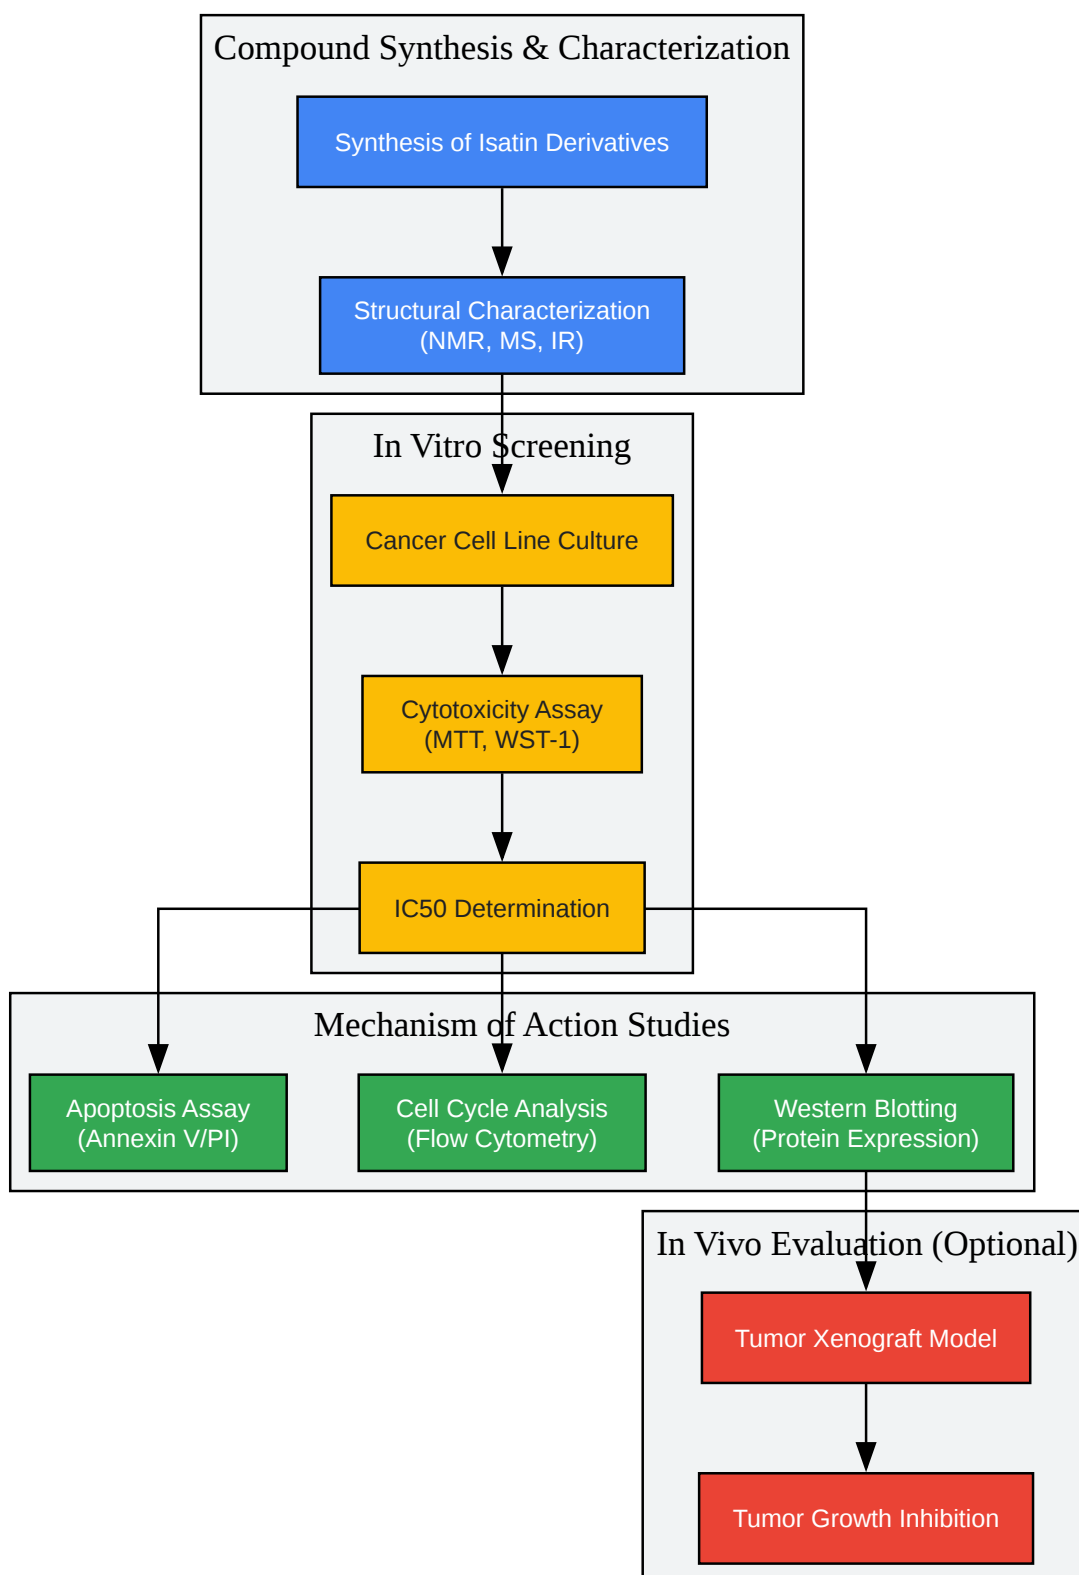 Compound Synthesis & Characterization
Synthesis of Isatin Derivatives
Structural Characterization
(NMR, MS, IR)
In Vitro Screening
Cancer Cell Line Culture
Cytotoxicity Assay
(MTT, WST-1)
IC50 Determination
Mechanism of Action Studies
Apoptosis Assay
(Annexin V/PI)
Cell Cycle Analysis
(Flow Cytometry)
Western Blotting
(Protein Expression)
In Vivo Evaluation (Optional)
Tumor Xenograft Model
Tumor Growth Inhibition